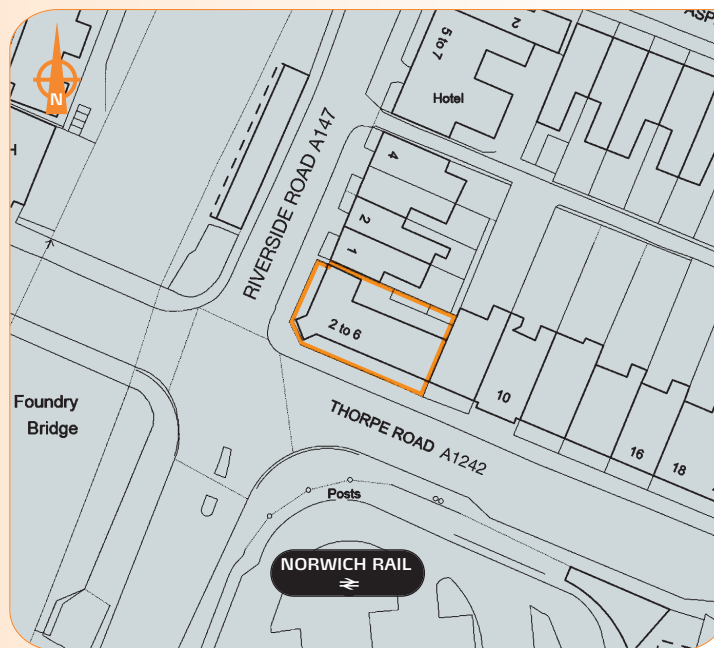 2
5 to 7
Hotel
N
RIVERSIDE ROAD A147
4
2
1
2 to 6
Foundry
Bridge
10
THORPE ROAD A1242
16
18
Posts
NORWICH RAIL